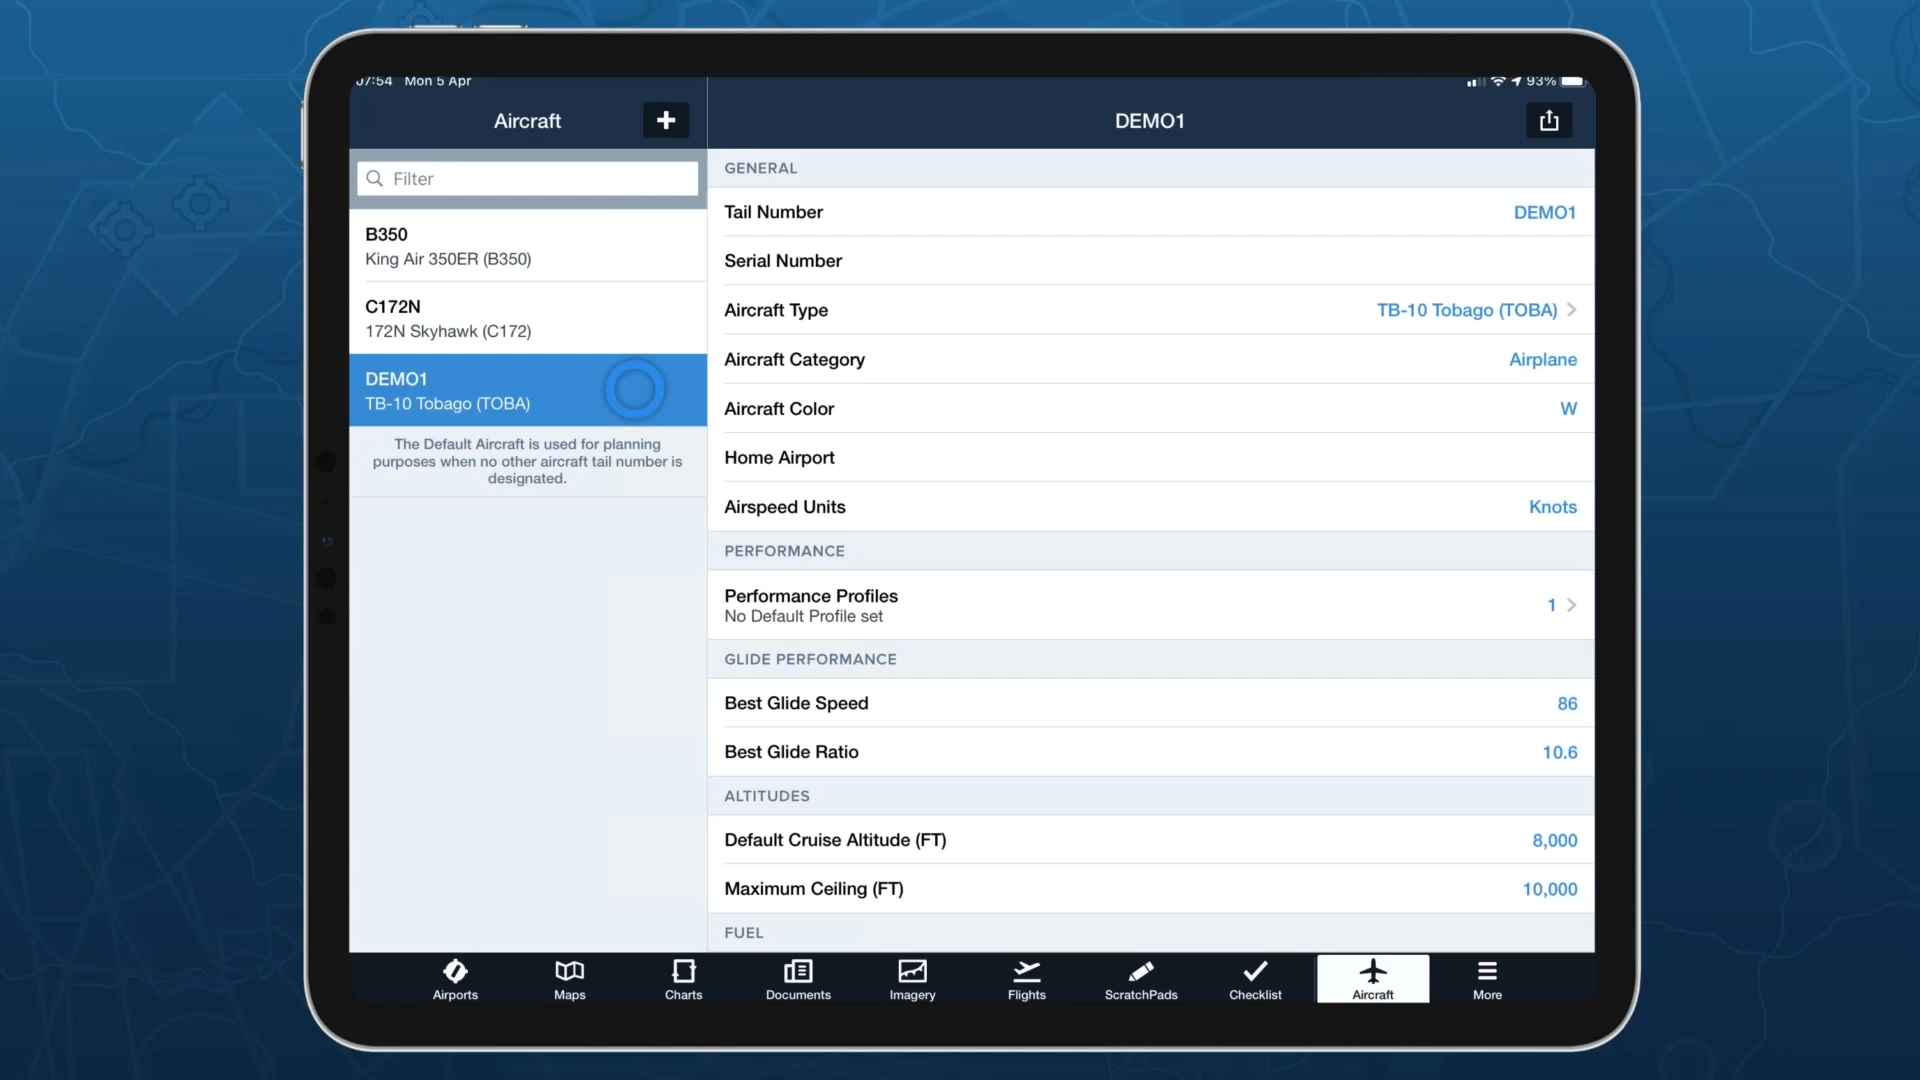 07:54 Mon 5 Apr
93%
Aircraft
DEMO1
Filter
B350
King Air 350ER (B350)
C172N
172N Skyhawk (C172)
DEMO1
TB-10 Tobago (TOBA)
The Default Aircraft is used for planning
purposes when no other aircraft tail number is
designated.
GENERAL
Tail Number DEMO1
Serial Number
Aircraft Type TB-10 Tobago (TOBA)
Aircraft Category Airplane
Aircraft Color W
Home Airport
Airspeed Units Knots
PERFORMANCE
Performance Profiles 1
No Default Profile set
GLIDE PERFORMANCE
Best Glide Speed 86
Best Glide Ratio 10.6
ALTITUDES
Default Cruise Altitude (FT) 8,000
Maximum Ceiling (FT) 10,000
FUEL
Airports Maps Charts Documents Imagery Flights ScratchPads Checklist Aircraft More